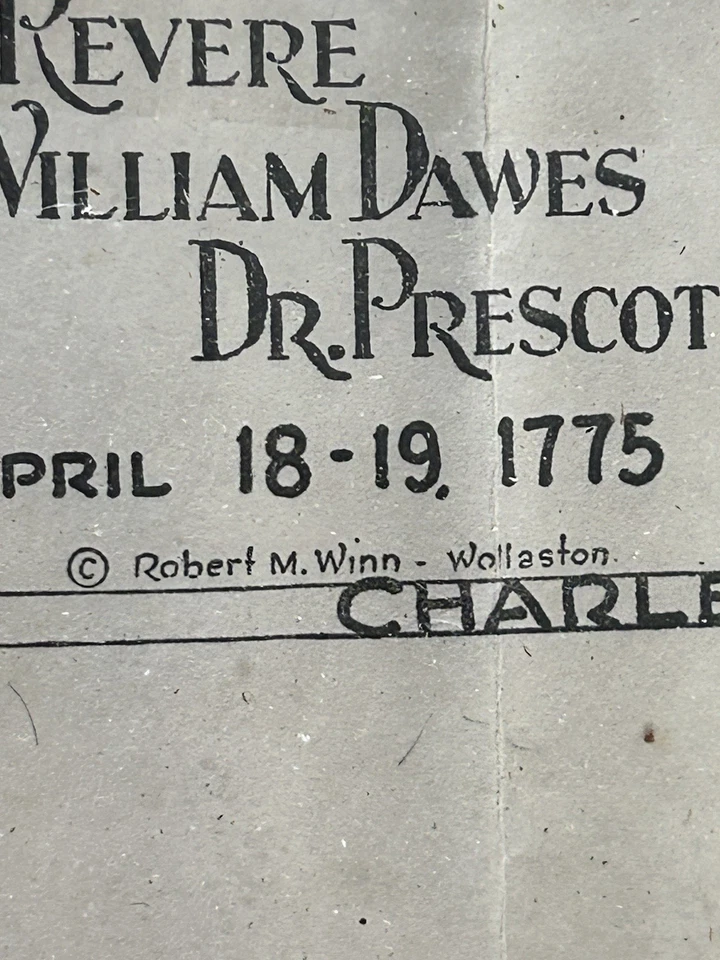 REVERE
WILLIAM DAWES
DR. PRESCOT
PRIL 18-19, 1775
© Robert M. Winn - Wollaston.
CHARLE